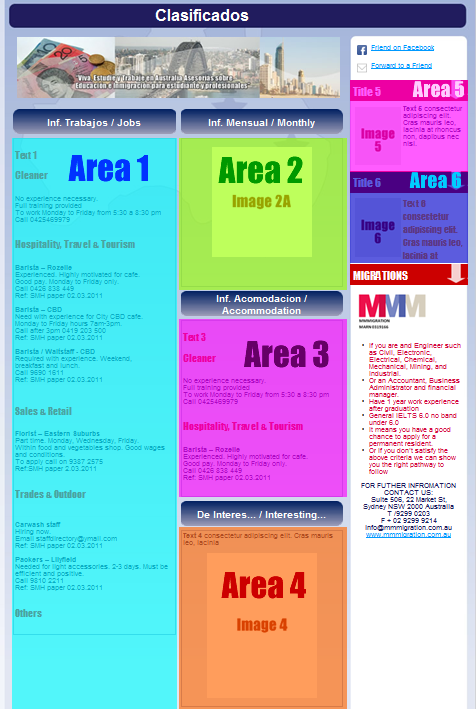 Clasificados
Viva Estudie y Trabaje en Australia Asesorias sobre
Educacion e Inmigracion para estudiante y profesionales
Inf. Trabajos / Jobs
Text 1
Area 1
Cleaner
No experience necessary.
Full training provided
To work Monday to Friday from 5:30 a 8:30 pm
Call 0425469979
Hospitality, Travel & Tourism
Barista – Rozelle
Experienced. Highly motivated for cafe.
Good pay. Monday to Friday only.
Call 0426 838 449
Ref: SMH paper 02.03.2011
Barista – CBD
Need with experience for City CBD cafe.
Monday to Friday hours 7am-3pm.
Call after 3pm 0419 203 500
Ref: SMH paper 02.03.2011
Barista / Waitstaff - CBD
Required with experience. Weekend,
breakfast and lunch.
Call 9690 1811
Ref: SMH paper 02.03.2011
Sales & Retail
Florist – Eastern Suburbs
Part time. Monday, Wednesday, Friday.
Within food and vegetables shop. Good wages
and conditions.
To apply call on 9387 2875
Ref:SMH paper 2.03.2011
Trades & Outdoor
Carwash staff
Hiring now.
Email staffdirectory@ymail.com
Ref: SMH paper 02.03.2011
Packers – Lilyfield
Needed for light accessories. 2-3 days. Must be
efficient and positive.
Call 9810 2211
Ref: SMH paper 02.03.2011
Others
Inf. Mensual / Monthly
Area 2
Image 2A
Inf. Acomodacion /
Accommodation
Text 3
Area 3
Cleaner
No experience necessary.
Full training provided
To work Monday to Friday from 5:30 a 8:30 pm
Call 0425469979
Hospitality, Travel & Tourism
Barista – Rozelle
Experienced. Highly motivated for cafe.
Good pay. Monday to Friday only.
Call 0426 838 449
Ref: SMH paper 02.03.2011
De Interes... / Interesting...
Text 4 consectetur adipiscing elit. Cras mauris
leo, lacinia
Area 4
Image 4
Friend on Facebook
Forward to a Friend
Title 5
Area 5
Image
5
Text 5 consectetur
adipiscing elit.
Cras mauris leo,
lacinia at rhoncus
non, dapibus nec
nisi.
Title 6
Area 6
Image
6
Text 6
consectetur
adipiscing elit.
Cras mauris leo,
lacinia at
MIGRATIONS
MMM
MMMIGRATION
• If you are and Engineer such
as Civil, Electronic,
Electrical, Chemical,
Mechanical, Mining, and
Industrial.
• Or an Accountant, Business
Administrator and financial
manager.
• Have 1 year work experience
after graduation
• General IELTS 6.0 no band
under 6.0
• It means you have a good
chance to apply for a
permanent resident.
• Or if you don't satisfy the
above criteria we can show
you the right pathway to
follow
FOR FUTHER INFROMATION
CONTACT US:
Suite 506, 22 Market St,
Sydney NSW 2000 Australia
T /9299 0203
F + 02 9299 9214
info@mmmigration.com.au
www.mmmigration.com.au